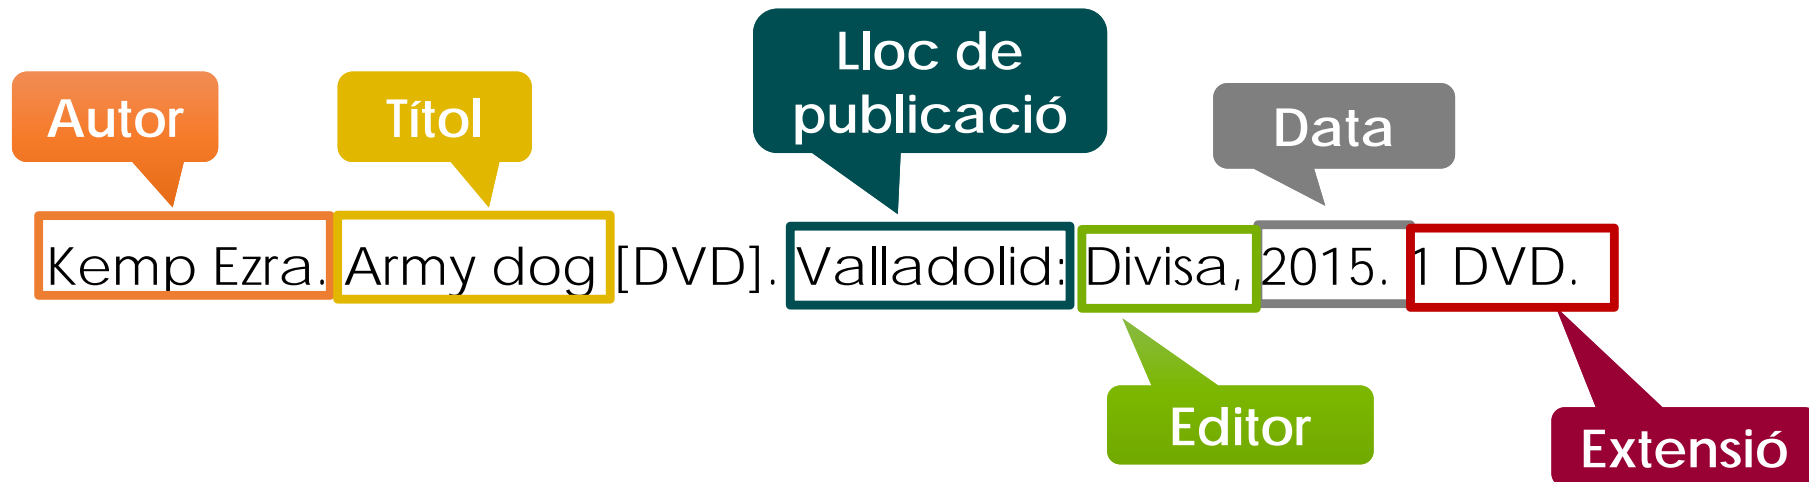 Lloc de
publicació
Autor
Títol
Data
Kemp Ezra. Army dog [DVD]. Valladolid: Divisa, 2015. 1 DVD.
Editor
Extensió